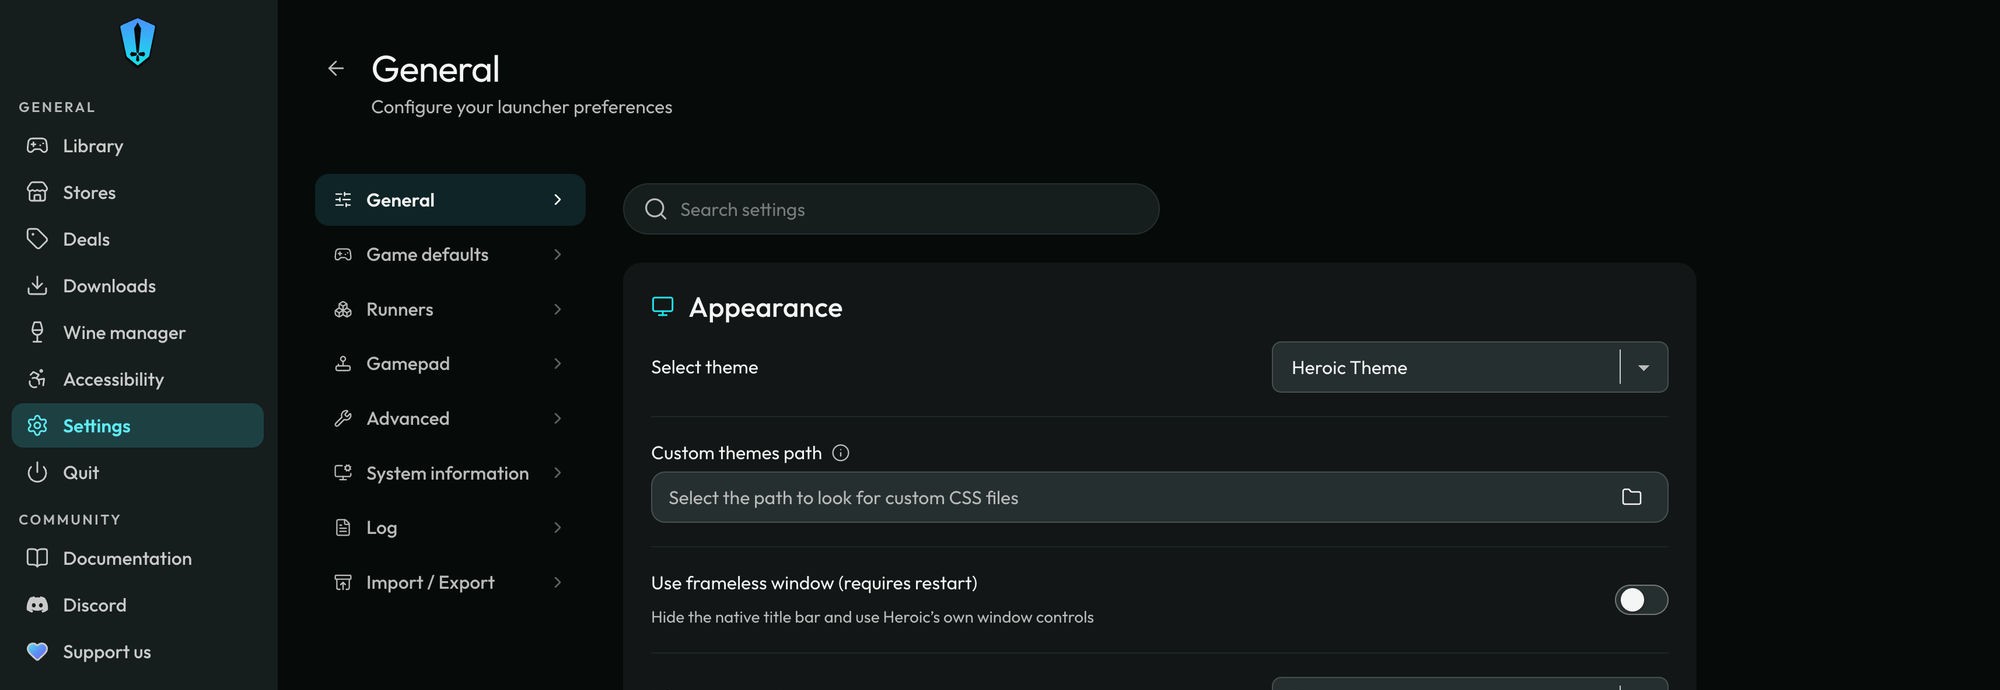 GENERAL
Library
Stores
Deals
Downloads
Wine manager
Accessibility
Settings
Quit
COMMUNITY
Documentation
Discord
Support us
General
Configure your launcher preferences
General
Game defaults
Runners
Gamepad
Advanced
System information
Log
Import / Export
Search settings
Appearance
Select theme
Heroic Theme
Custom themes path
Select the path to look for custom CSS files
Use frameless window (requires restart)
Hide the native title bar and use Heroic's own window controls